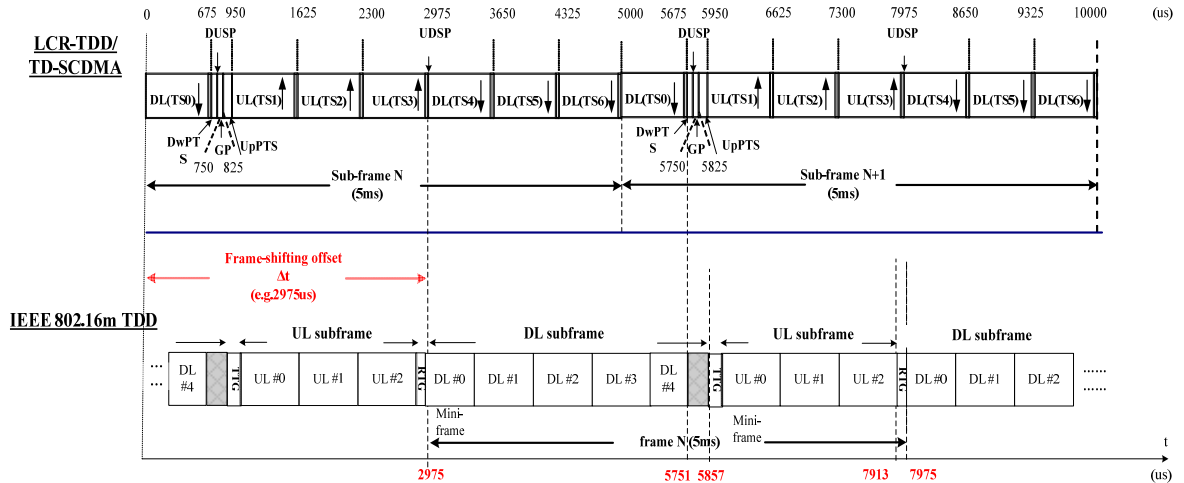 0 675 950 1625 2300 2975 3650 4325 5000 5675 5950 6625 7300 7975 8650 9325 10000 (us)
DUSP UDSP DUSP UDSP
LCR-TDD/
TD-SCDMA
DL(TS0) UL(TS1) UL(TS2) UL(TS3) DL(TS4) DL(TS5) DL(TS6) DL(TS0) UL(TS1) UL(TS2) UL(TS3) DL(TS4) DL(TS5) DL(TS6)
DwPT
S
GP
UpPTS
750 825
DwPT
S
GP
UpPTS
5750 5825
Sub-frame N
(5ms)
Sub-frame N+1
(5ms)
Frame-shifting offset
Δt
(e.g.2975us)
IEEE 802.16m TDD
UL subframe DL subframe UL subframe DL subframe
... DL #4 TTG UL #0 UL #1 UL #2 RTG DL #0 DL #1 DL #2 DL #3 DL #4 TTG UL #0 UL #1 UL #2 RTG DL #0 DL #1 DL #2 ......
... ......
Mini-
frame
Mini-
frame
frame N (5ms)
t
2975 5751 5857 7913 7975 (us)